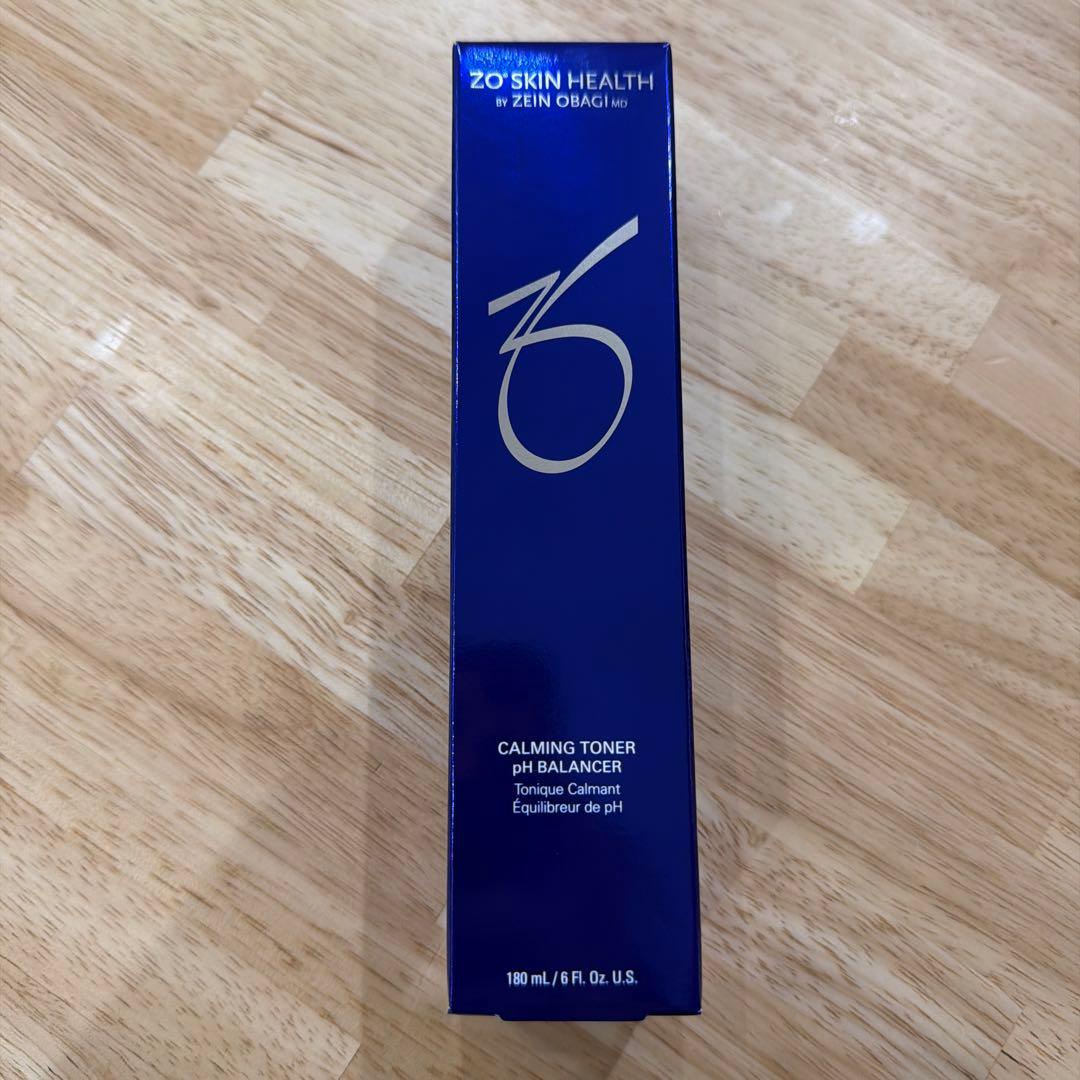 ZO® SKIN HEALTH
BY ZEIN OBAGI MD
ZO
CALMING TONER
pH BALANCER
Tonique Calmant
Équilibreur de pH
180 mL / 6 Fl. Oz. U.S.